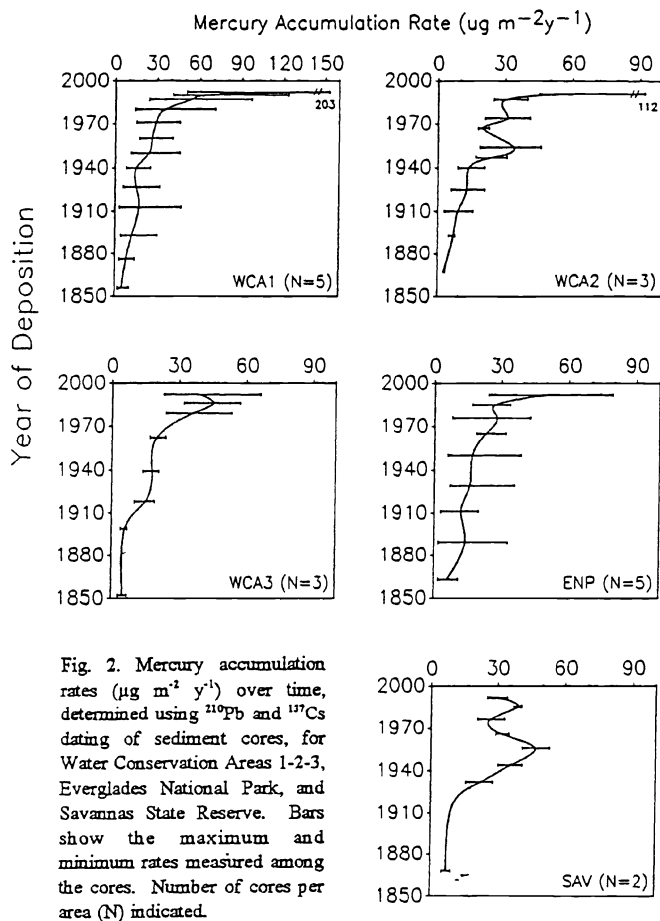 Mercury Accumulation Rate (ug m−2y−1)
0 30 60 90 120 150
0 30 60 90
2000
1970
1940
1910
1880
1850
203
WCA1 (N=5)
2000
1970
1940
1910
1880
1850
112
WCA2 (N=3)
Year of Deposition
0 30 60 90
0 30 60 90
2000
1970
1940
1910
1880
1850
WCA3 (N=3)
2000
1970
1940
1910
1880
1850
ENP (N=5)
Fig. 2. Mercury accumulation
rates (µg m-2 y-1) over time,
determined using 210Pb and 137Cs
dating of sediment cores, for
Water Conservation Areas 1-2-3,
Everglades National Park, and
Savannas State Reserve. Bars
show the maximum and
minimum rates measured among
the cores. Number of cores per
area (N) indicated.
0 30 60 90
2000
1970
1940
1910
1880
1850
SAV (N=2)